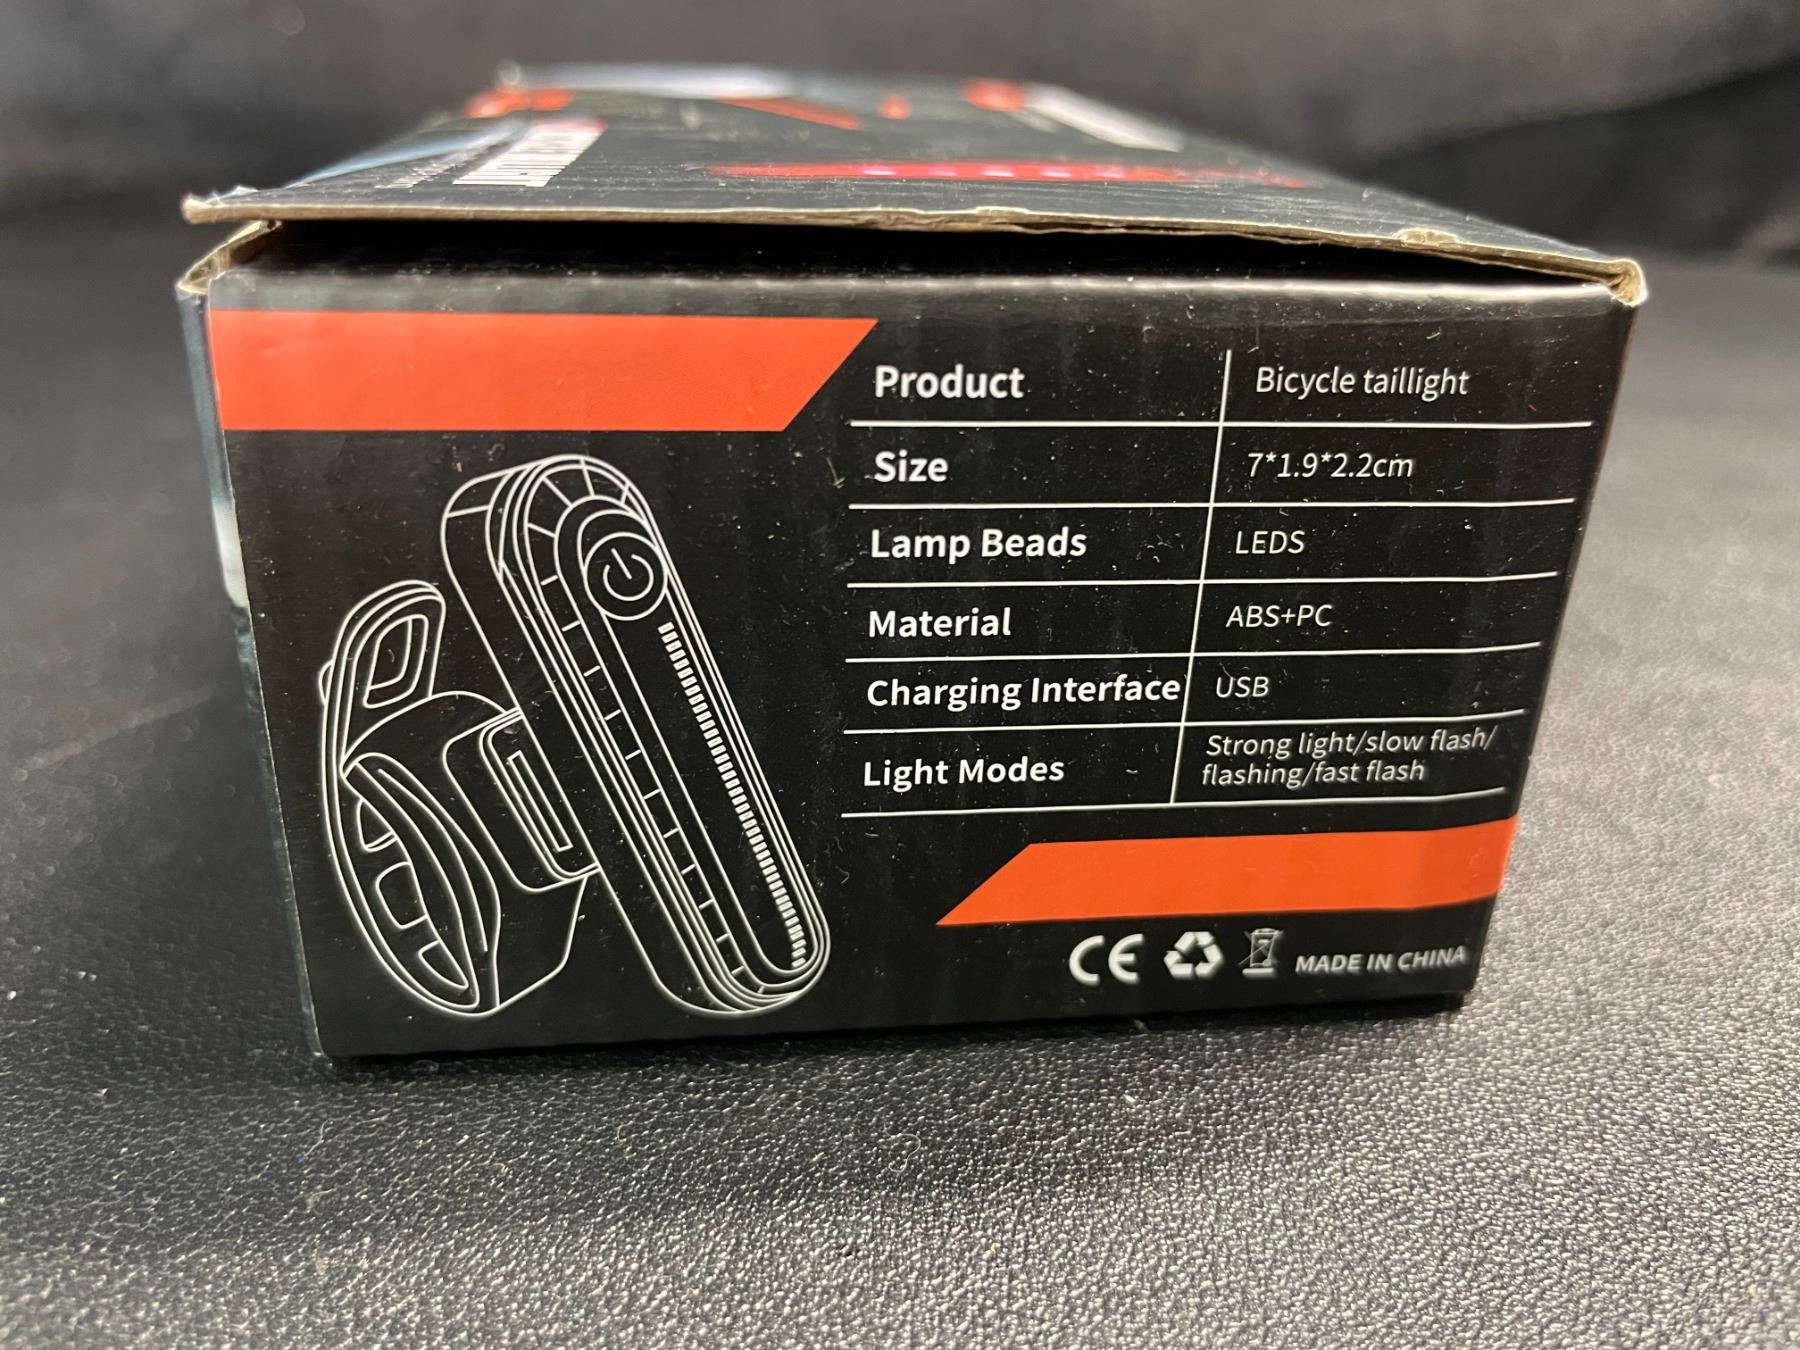 Product Bicycle taillight
Size 7*1.9*2.2cm
Lamp Beads LEDS
Material ABS+PC
Charging Interface USB
Light Modes Strong light/slow flash/
flashing/fast flash
CE MADE IN CHINA